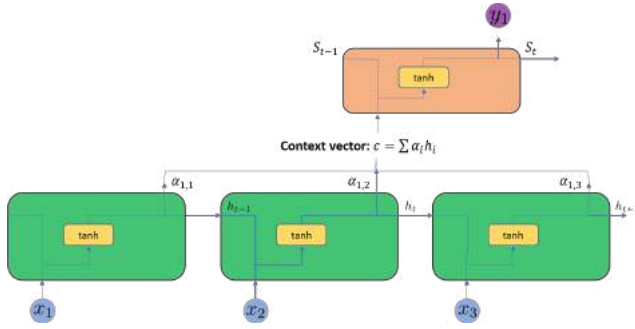 y₁
Sₜ₋₁
Sₜ
tanh
Context vector: c = ∑ αᵢhᵢ
α₁,₁
α₁,₂
α₁,₃
hₜ₋₁
hₜ
tanh
tanh
tanh
x₁
x₂
x₃